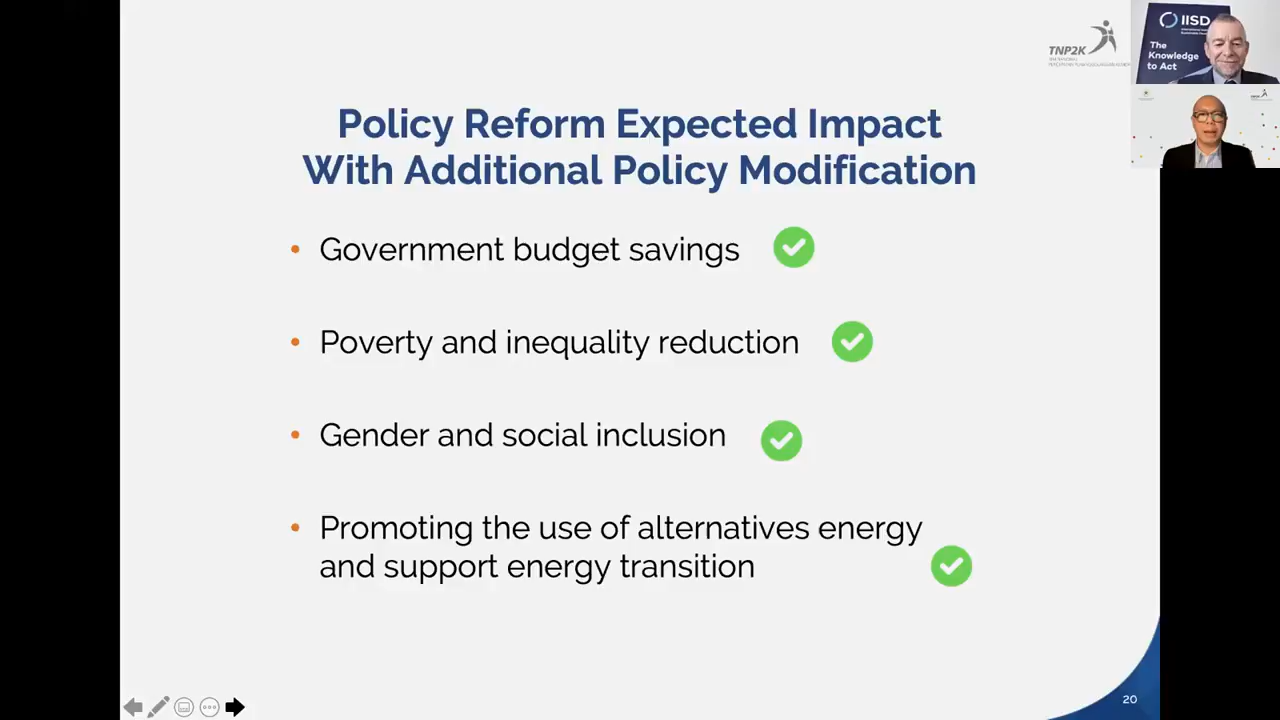 TNP2K
IISD
The
Knowledge
to Act
Policy Reform Expected Impact
With Additional Policy Modification
• Government budget savings
• Poverty and inequality reduction
• Gender and social inclusion
• Promoting the use of alternatives energy
and support energy transition
20